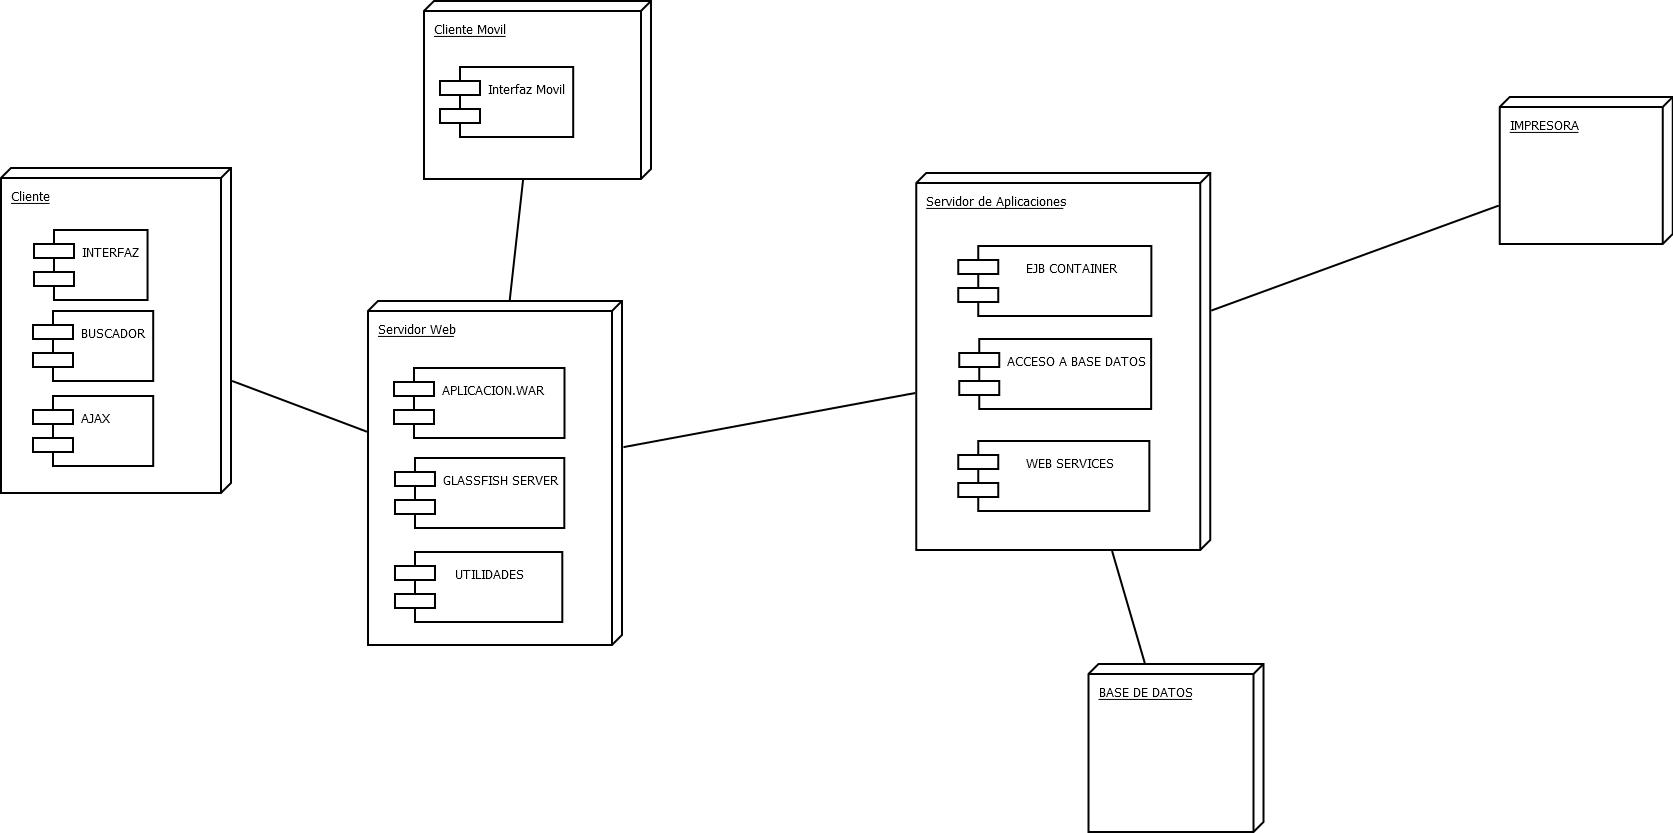 Cliente Movil
Interfaz Movil
Cliente
INTERFAZ
BUSCADOR
AJAX
Servidor Web
APLICACION.WAR
GLASSFISH SERVER
UTILIDADES
Servidor de Aplicaciones
EJB CONTAINER
ACCESO A BASE DATOS
WEB SERVICES
IMPRESORA
BASE DE DATOS